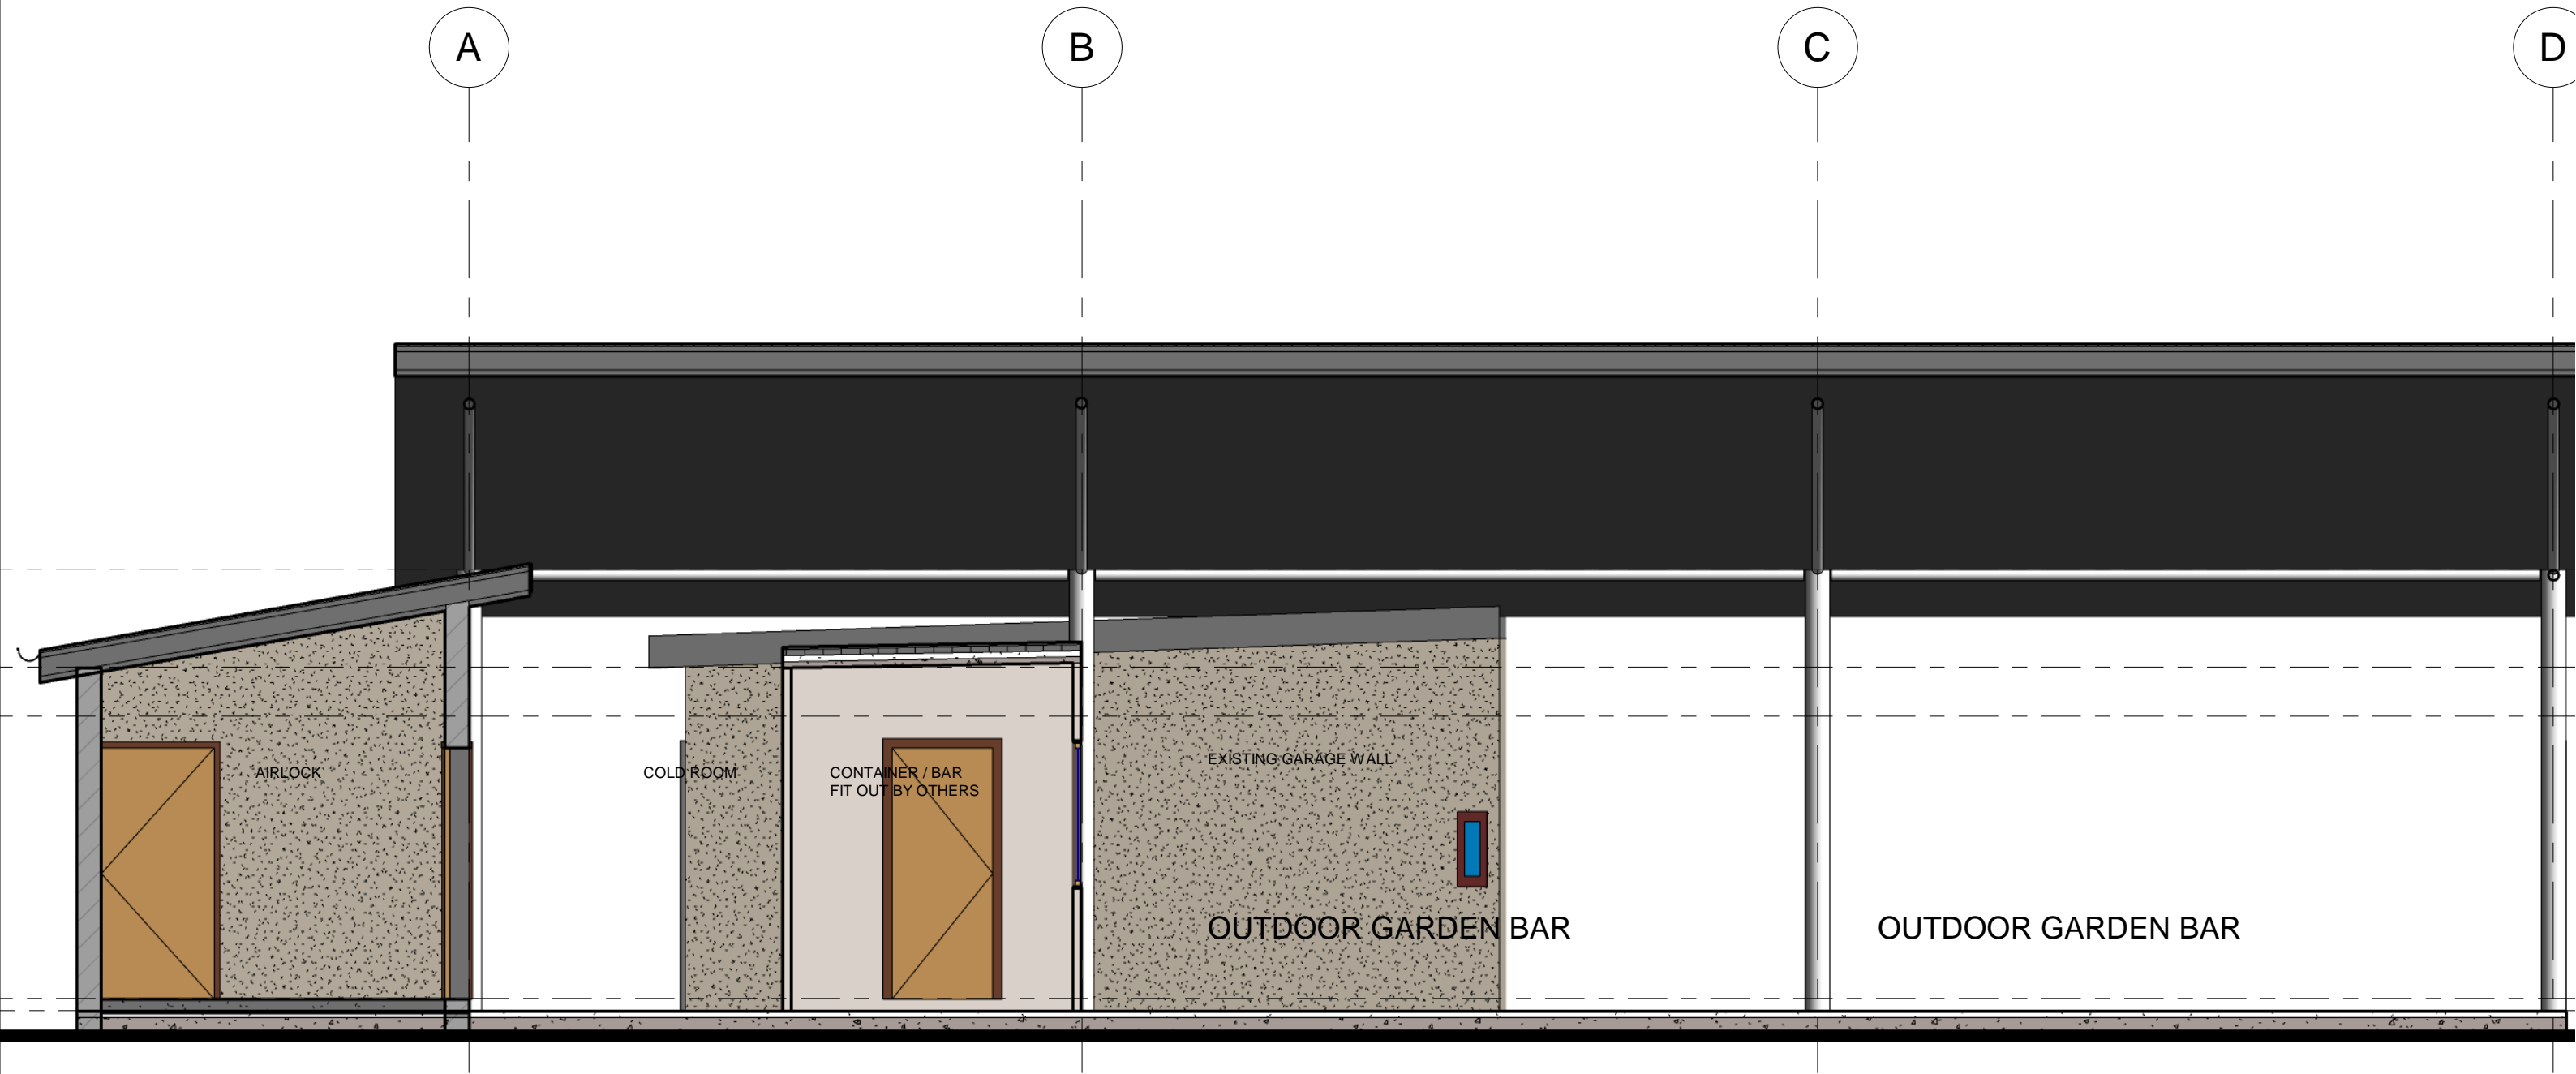 A
B
C
D
AIRLOCK
COLD ROOM
CONTAINER / BAR
FIT OUT BY OTHERS
EXISTING GARAGE WALL
OUTDOOR GARDEN BAR
OUTDOOR GARDEN BAR